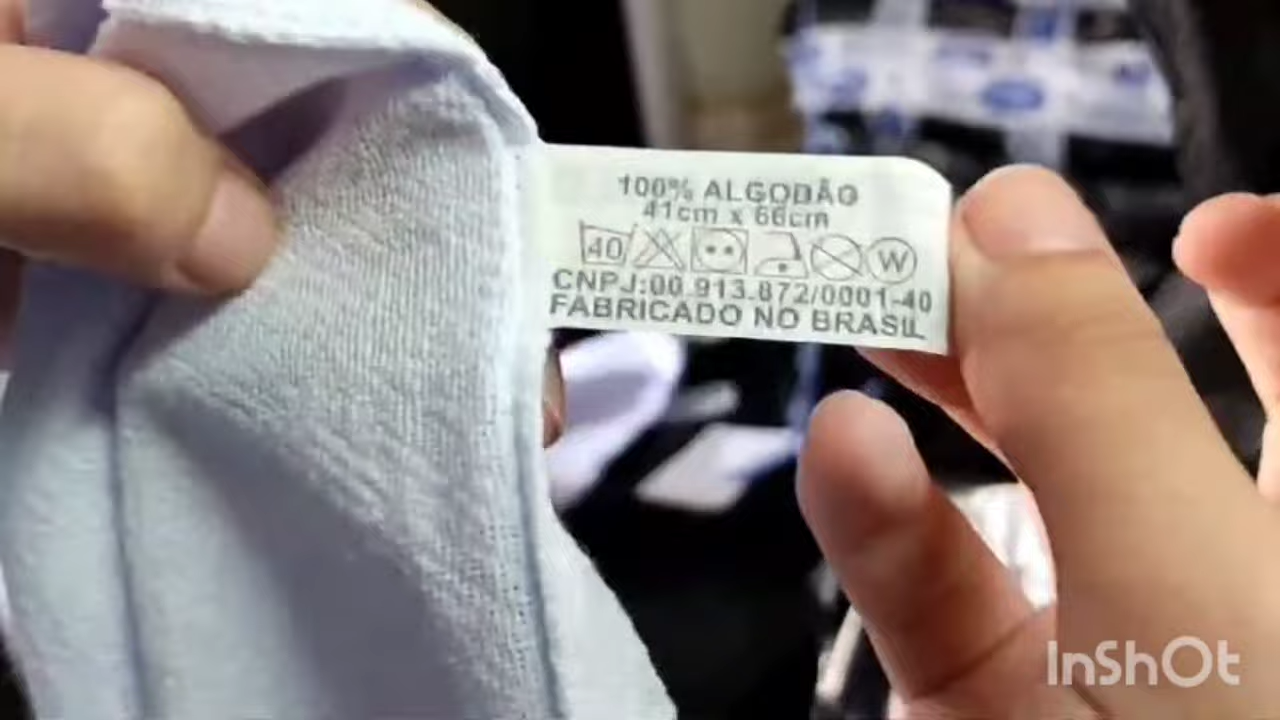 100% ALGODÃO
41cm x 66cm
40 W
CNPJ:00.913.872/0001-40
FABRICADO NO BRASIL
InShOt